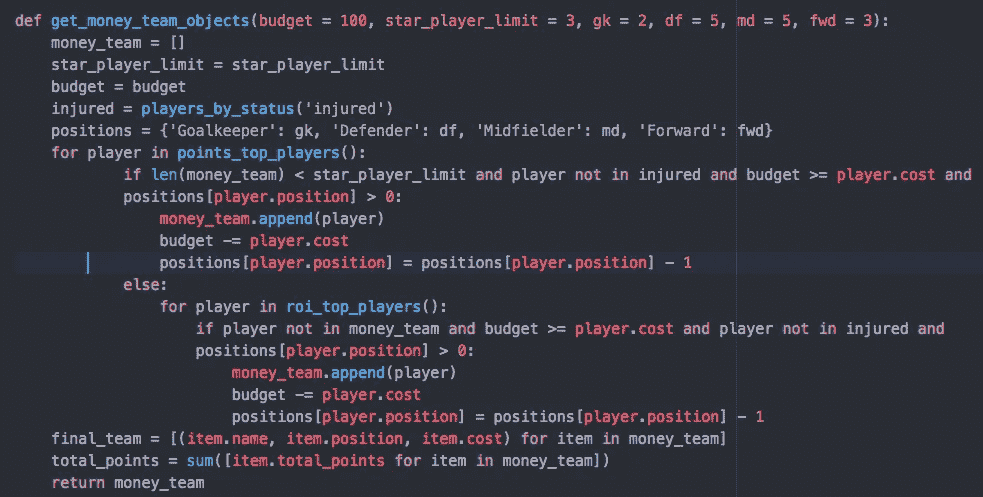 def get_money_team_objects(budget = 100, star_player_limit = 3, gk = 2, df = 5, md = 5, fwd = 3):
    money_team = []
    star_player_limit = star_player_limit
    budget = budget
    injured = players_by_status('injured')
    positions = {'Goalkeeper': gk, 'Defender': df, 'Midfielder': md, 'Forward': fwd}
    for player in points_top_players():
            if len(money_team) < star_player_limit and player not in injured and budget >= player.cost and
            positions[player.position] > 0:
                money_team.append(player)
                budget -= player.cost
                positions[player.position] = positions[player.position] - 1
            else:
                for player in roi_top_players():
                    if player not in money_team and budget >= player.cost and player not in injured and
                    positions[player.position] > 0:
                        money_team.append(player)
                        budget -= player.cost
                        positions[player.position] = positions[player.position] - 1
    final_team = [(item.name, item.position, item.cost) for item in money_team]
    total_points = sum([item.total_points for item in money_team])
    return money_team